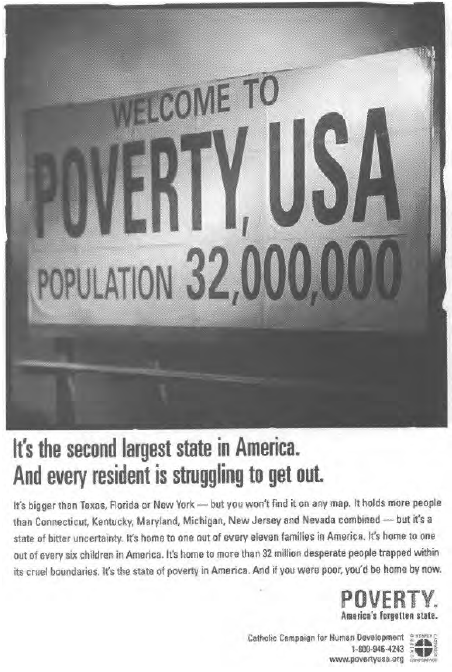 WELCOME TO
POVERTY, USA
POPULATION 32,000,000
It's the second largest state in America.
And every resident is struggling to get out.
It's bigger than Texas, Florida or New York — but you won't find it on any map. It holds more people
than Connecticut, Kentucky, Maryland, Michigan, New Jersey and Nevada combined — but it's a
state of bitter uncertainty. It's home to one out of every eleven families in America. It's home to one
out of every six children in America. It's home to more than 32 million desperate people trapped within
its cruel boundaries. It's the state of poverty in America. And if you were poor, you'd be home by now.
POVERTY.
America's forgotten state.
Catholic Campaign for Human Development
1-800-946-4243
www.povertyusa.org